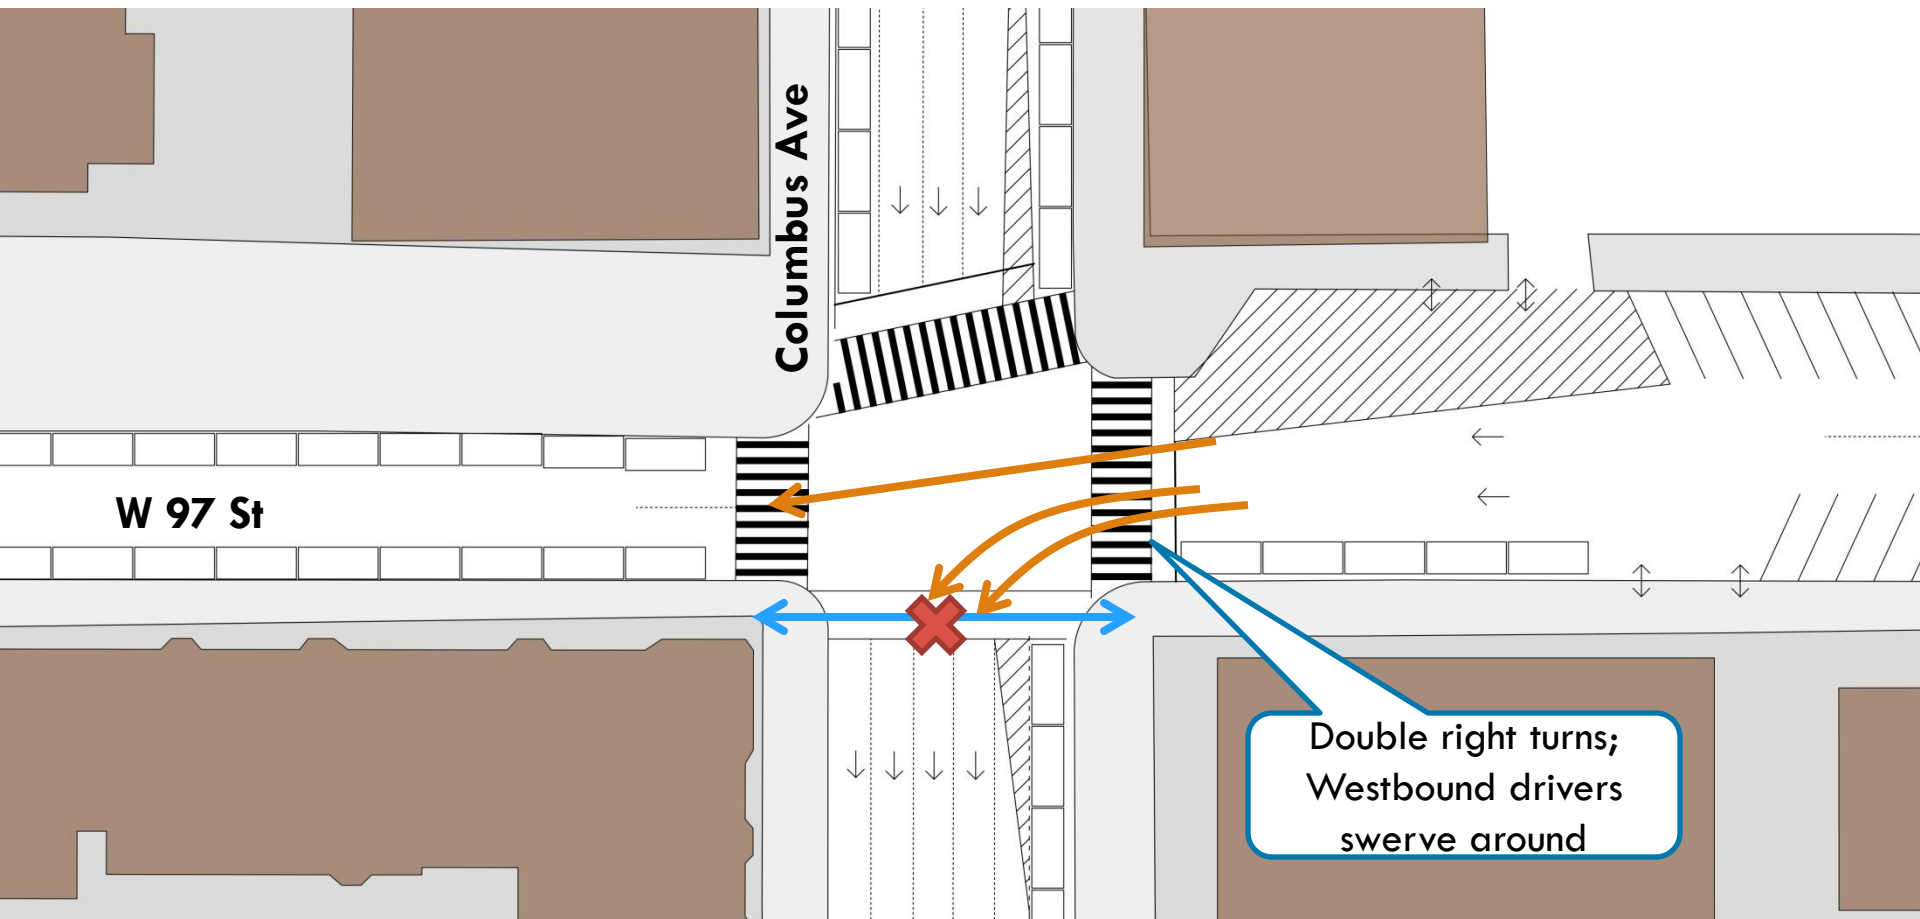 Columbus Ave
W 97 St
Double right turns;
Westbound drivers
swerve around